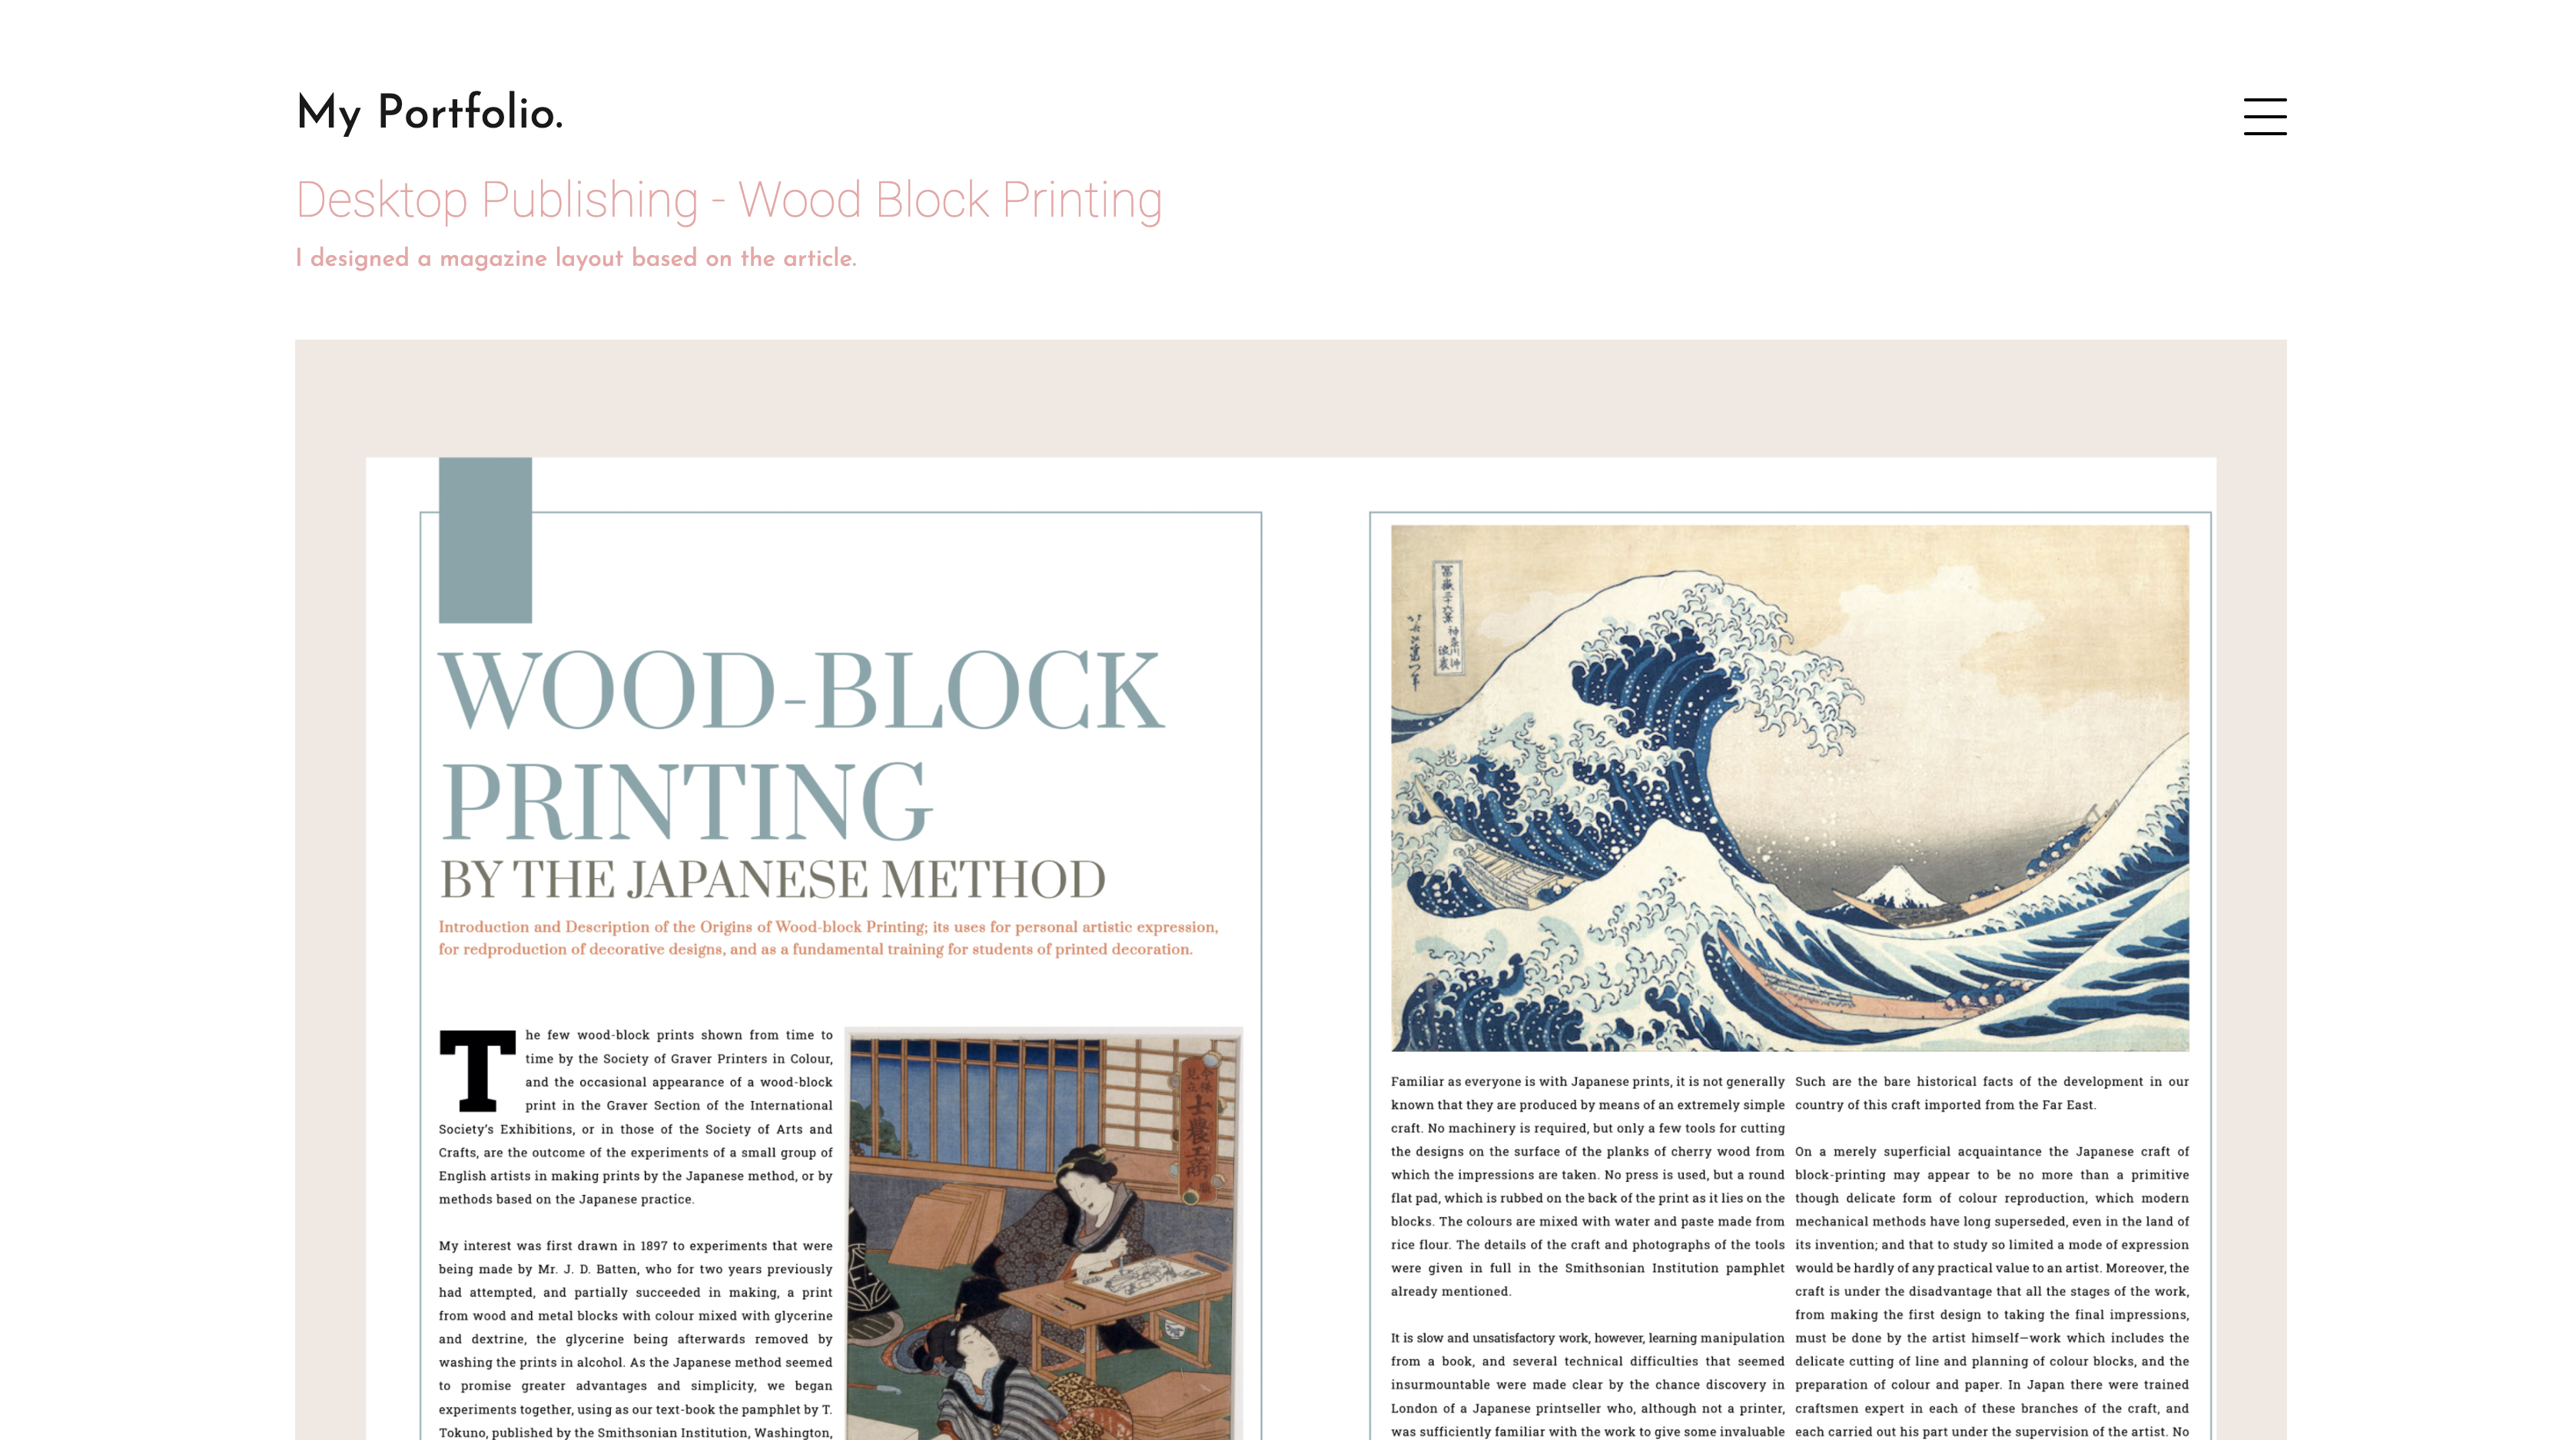 My Portfolio.
Desktop Publishing - Wood Block Printing
I designed a magazine layout based on the article.
WOOD-BLOCK
PRINTING
BY THE JAPANESE METHOD
Introduction and Description of the Origins of Wood-block Printing; its uses for personal artistic expression,
for redproduction of decorative designs, and as a fundamental training for students of printed decoration.
The few wood-block prints shown from time to
time by the Society of Graver Printers in Colour,
and the occasional appearance of a wood-block
print in the Graver Section of the International
Society's Exhibitions, or in those of the Society of Arts and
Crafts, are the outcome of the experiments of a small group of
English artists in making prints by the Japanese method, or by
methods based on the Japanese practice.
My interest was first drawn in 1897 to experiments that were
being made by Mr. J. D. Batten, who for two years previously
had attempted, and partially succeeded in making, a print
from wood and metal blocks with colour mixed with glycerine
and dextrine, the glycerine being afterwards removed by
washing the prints in alcohol. As the Japanese method seemed
to promise greater advantages and simplicity, we began
experiments together, using as our text-book the pamphlet by T.
Tokuno, published by the Smithsonian Institution, Washington,
士農工商
冨嶽三十六景
神奈川沖
浪裏
Familiar as everyone is with Japanese prints, it is not generally
known that they are produced by means of an extremely simple
craft. No machinery is required, but only a few tools for cutting
the designs on the surface of the planks of cherry wood from
which the impressions are taken. No press is used, but a round
flat pad, which is rubbed on the back of the print as it lies on the
blocks. The colours are mixed with water and paste made from
rice flour. The details of the craft and photographs of the tools
were given in full in the Smithsonian Institution pamphlet
already mentioned.
It is slow and unsatisfactory work, however, learning manipulation
from a book, and several technical difficulties that seemed
insurmountable were made clear by the chance discovery in
London of a Japanese printseller who, although not a printer,
was sufficiently familiar with the work to give some invaluable
Such are the bare historical facts of the development in our
country of this craft imported from the Far East.
On a merely superficial acquaintance the Japanese craft of
block-printing may appear to be no more than a primitive
though delicate form of colour reproduction, which modern
mechanical methods have long superseded, even in the land of
its invention; and that to study so limited a mode of expression
would be hardly of any practical value to an artist. Moreover, the
craft is under the disadvantage that all the stages of the work,
from making the first design to taking the final impressions,
must be done by the artist himself—work which includes the
delicate cutting of line and planning of colour blocks, and the
preparation of colour and paper. In Japan there were trained
craftsmen expert in each of these branches of the craft, and
each carried out his part under the supervision of the artist. No